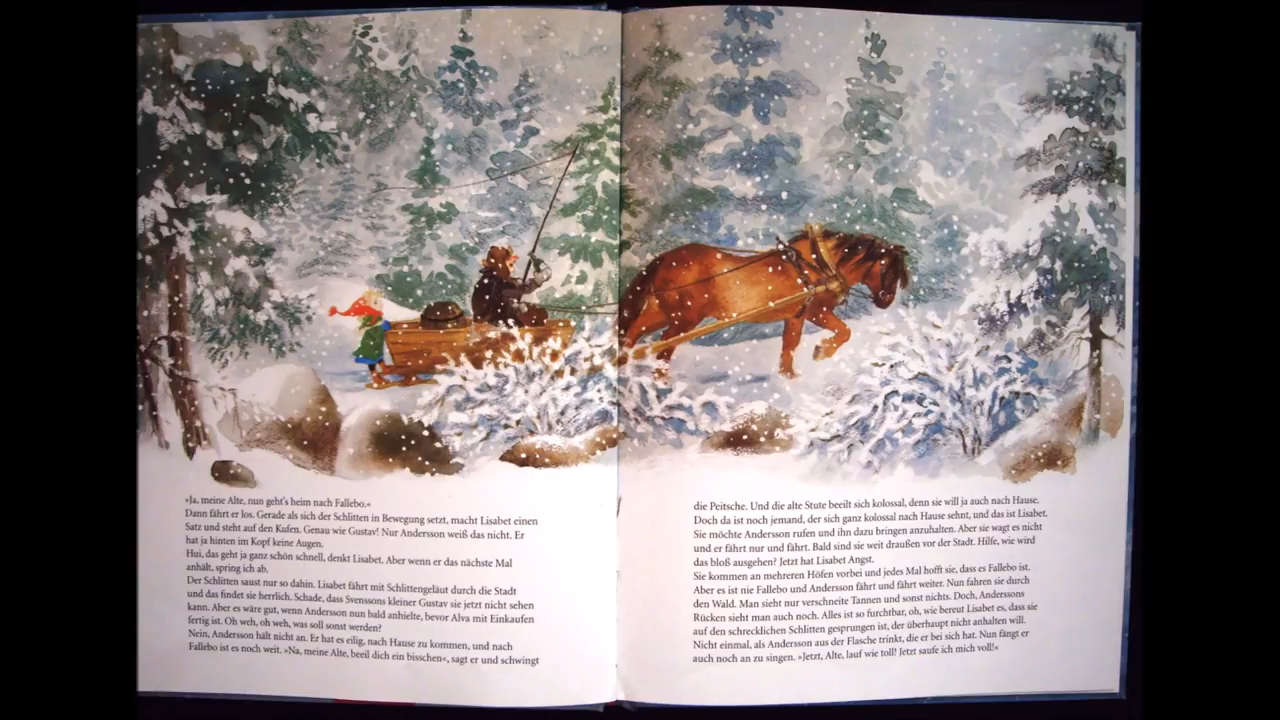 »Ja, meine Alte, nun geht's heim nach Fallebo.«
Dann fährt er los. Gerade als sich der Schlitten in Bewegung setzt, macht Lisabet einen
Satz und steht auf den Kufen. Genau wie Gustav! Nur Andersson weiß das nicht. Er
hat ja hinten im Kopf keine Augen.
Hui, das geht ja ganz schön schnell, denkt Lisabet. Aber wenn er das nächste Mal
anhält, spring ich ab.
Der Schlitten saust nur so dahin. Lisabet fährt mit Schlittengeläut durch die Stadt
und das findet sie herrlich. Schade, dass Svenssons kleiner Gustav sie jetzt nicht sehen
kann. Aber es wäre gut, wenn Andersson nun bald anhielte, bevor Alva mit Einkaufen
fertig ist. Oh weh, oh weh, was soll sonst werden?
Nein, Andersson hält nicht an. Er hat es eilig, nach Hause zu kommen, und nach
Fallebo ist es noch weit. »Na, meine Alte, beeil dich ein bisschen«, sagt er und schwingt
die Peitsche. Und die alte Stute beeilt sich kolossal, denn sie will ja auch nach Hause.
Doch da ist noch jemand, der sich ganz kolossal nach Hause sehnt, und das ist Lisabet.
Sie möchte Andersson rufen und ihn dazu bringen anzuhalten. Aber sie wagt es nicht
und er fährt nur und fährt. Bald sind sie weit draußen vor der Stadt. Hilfe, wie wird
das bloß ausgehen? Jetzt hat Lisabet Angst.
Sie kommen an mehreren Höfen vorbei und jedes Mal hofft sie, dass es Fallebo ist.
Aber es ist nie Fallebo und Andersson fährt und fährt weiter. Nun fahren sie durch
den Wald. Man sieht nur verschneite Tannen und sonst nichts. Doch, Anderssons
Rücken sieht man auch noch. Alles ist so furchtbar, oh, wie bereut Lisabet es, dass sie
auf den schrecklichen Schlitten gesprungen ist, der überhaupt nicht anhalten will.
Nicht einmal, als Andersson aus der Flasche trinkt, die er bei sich hat. Nun fängt er
auch noch an zu singen. »Jetzt, Alte, lauf wie toll! Jetzt saufe ich mich voll!«